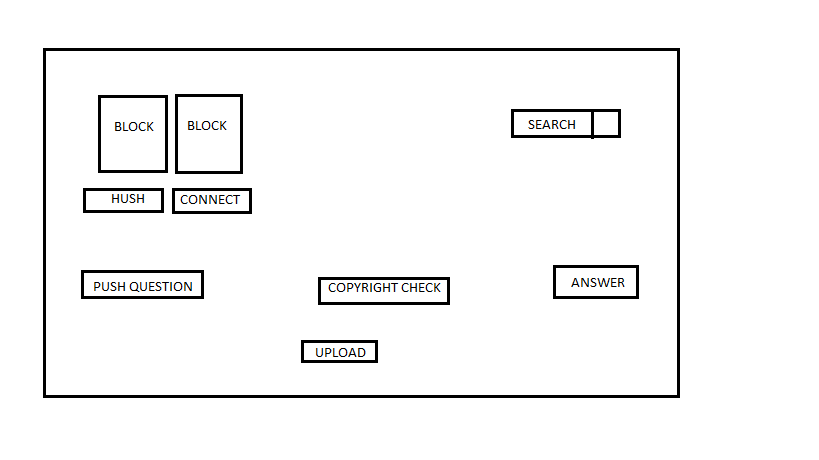 BLOCK
BLOCK
SEARCH
HUSH
CONNECT
PUSH QUESTION
COPYRIGHT CHECK
ANSWER
UPLOAD